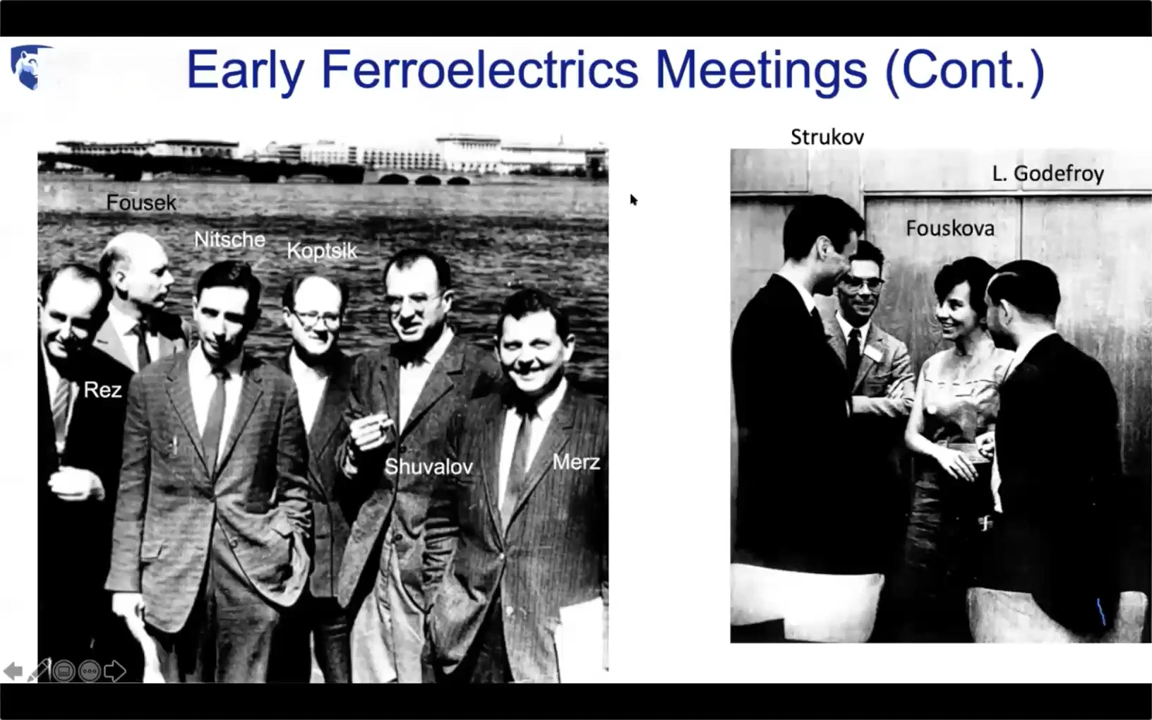 Early Ferroelectrics Meetings (Cont.)
Strukov
L. Godefroy
Fousek
Fouskova
Nitsche
Koptsik
Rez
Shuvalov
Merz